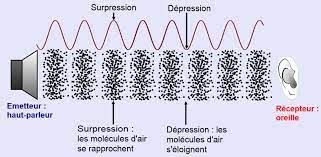 Surpression
Dépression
Emetteur :
haut-parleur
Récepteur :
oreille
Surpression :
les molécules d'air
se rapprochent
Dépression : les
molécules d'air
s'éloignent